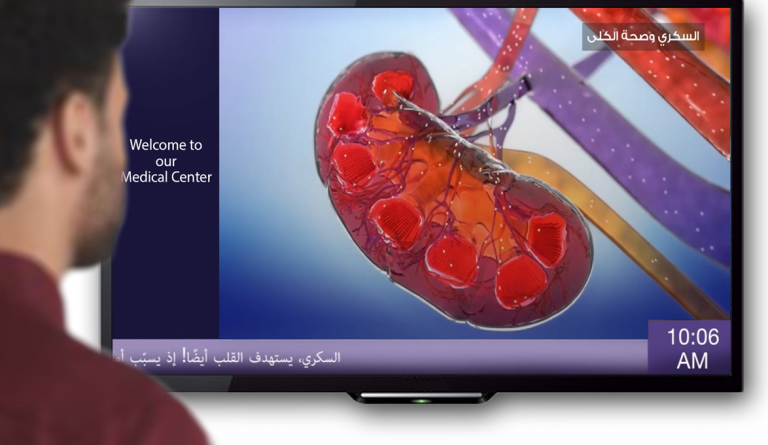 السكري وصحة الكلى
Welcome to
our
Medical Center
السكري، يستهدف القلب أيضًا! إذ يسبّب
10:06
AM